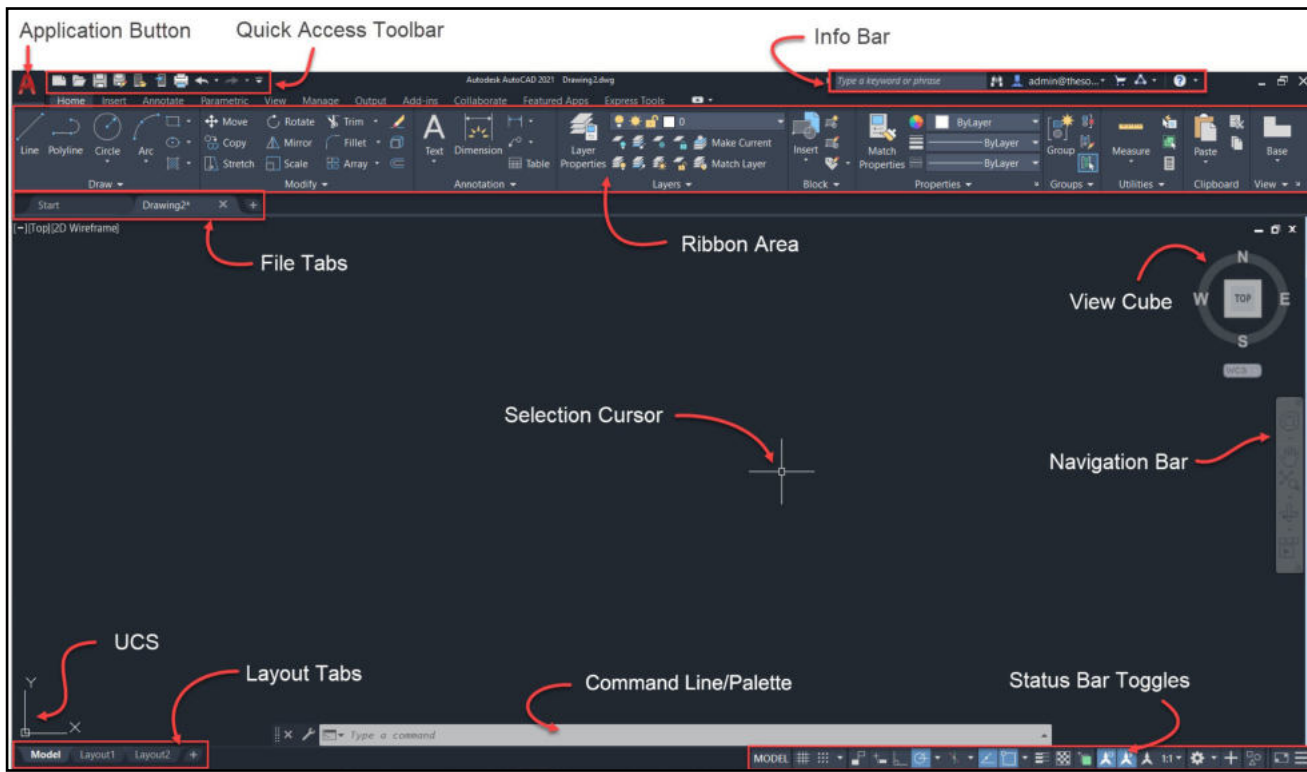 Application Button
Quick Access Toolbar
Info Bar
Autodesk AutoCAD 2021 Drawing2.dwg
Type a keyword or phrase
admin@theso...
Home Insert Annotate Parametric View Manage Output Add-ins Collaborate Featured Apps Express Tools
Move Rotate Trim 0
Line Polyline Circle Arc Copy Mirror Fillet Text Dimension Layer Properties Make Current Insert Match Properties ByLayer ByLayer ByLayer Group Measure Paste Base
Stretch Scale Array Table Match Layer
Draw Modify Annotation Layers Block Properties Groups Utilities Clipboard View
Start Drawing2*
[−][Top][2D Wireframe]
File Tabs
Ribbon Area
View Cube
N
W TOP E
S
WCS
Selection Cursor
Navigation Bar
UCS
Y
X
Layout Tabs
Command Line/Palette
Status Bar Toggles
Type a command
Model Layout1 Layout2 +
MODEL 1:1